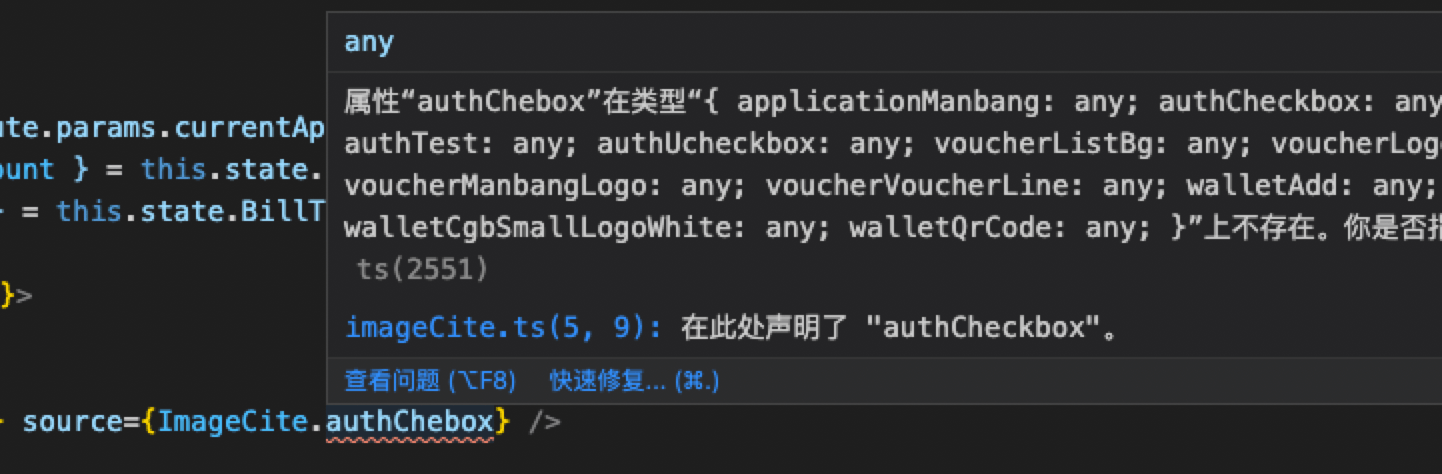 any
属性“authChebox”在类型“{ applicationManbang: any; authCheckbox: any
ute.params.currentAp
authTest: any; authUcheckbox: any; voucherListBg: any; voucherLogo
ount } = this.state.
voucherManbangLogo: any; voucherVoucherLine: any; walletAdd: any;
= this.state.BillT
walletCgbSmallLogoWhite: any; walletQrCode: any; }”上不存在。你是否指
ts(2551)
}>
imageCite.ts(5, 9): 在此处声明了 "authCheckbox"。
查看问题 (⌥F8) 快速修复... (⌘.)
source={ImageCite.authChebox} />